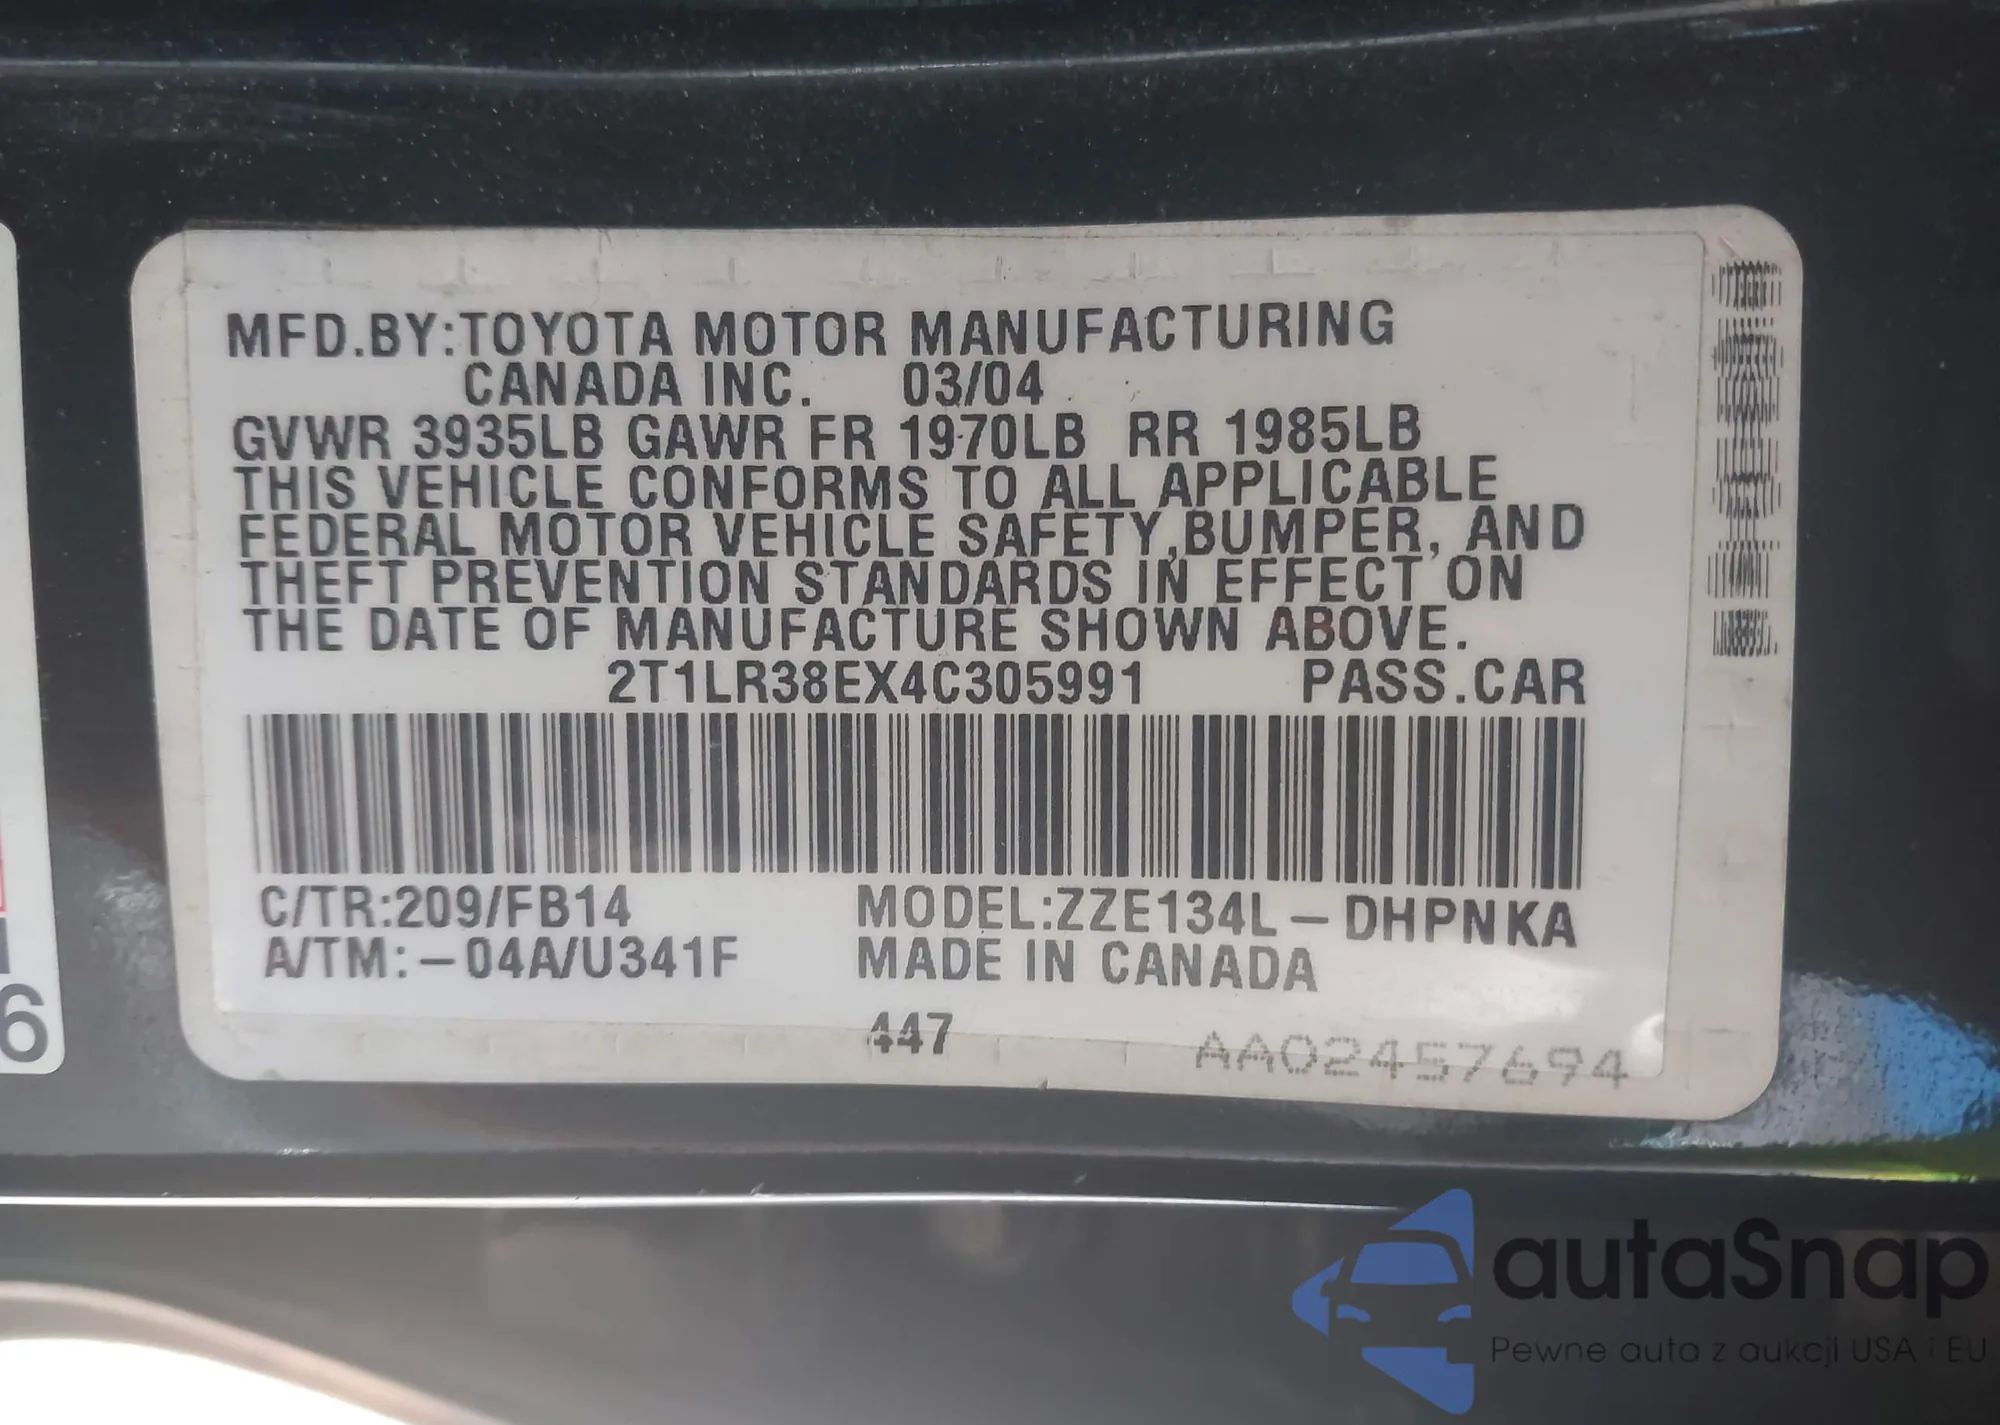 MFD.BY:TOYOTA MOTOR MANUFACTURING
CANADA INC. 03/04
GVWR 3935LB GAWR FR 1970LB RR 1985LB
THIS VEHICLE CONFORMS TO ALL APPLICABLE
FEDERAL MOTOR VEHICLE SAFETY,BUMPER, AND
THEFT PREVENTION STANDARDS IN EFFECT ON
THE DATE OF MANUFACTURE SHOWN ABOVE.
2T1LR38EX4C305991 PASS.CAR
C/TR:209/FB14 MODEL:ZZE134L-DHPNKA
A/TM:-04A/U341F MADE IN CANADA
447 AA02457694
6
autaSnap
Pewne auta z aukcji USA i EU